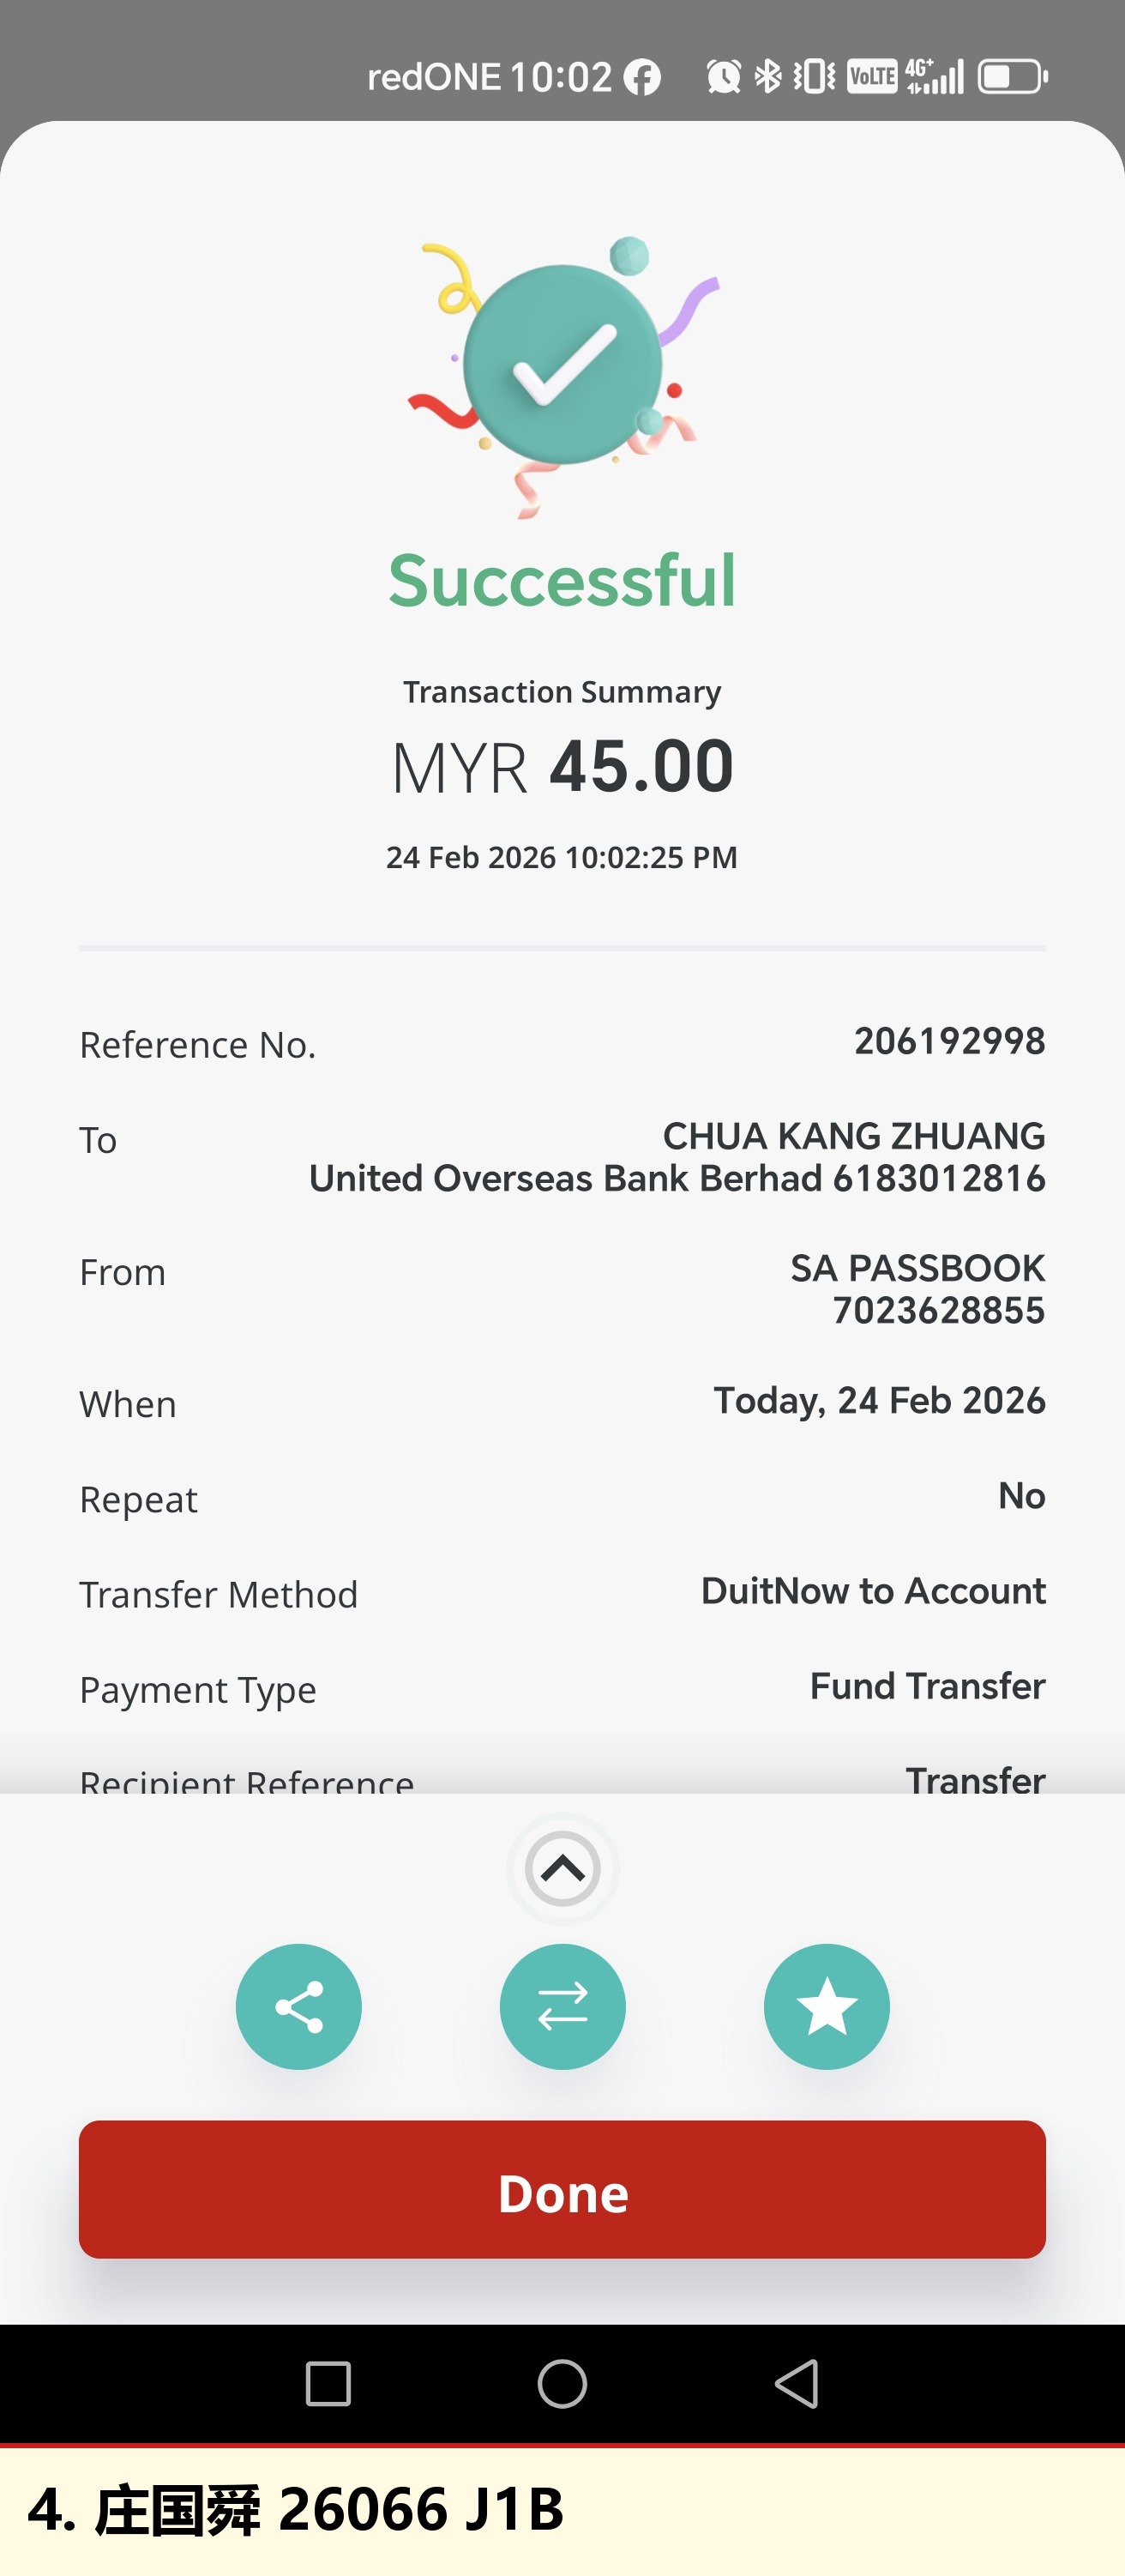 redONE 10:02 VoLTE 4G+
Successful
Transaction Summary
MYR 45.00
24 Feb 2026 10:02:25 PM
Reference No. 206192998
To CHUA KANG ZHUANG
United Overseas Bank Berhad 6183012816
From SA PASSBOOK
7023628855
When Today, 24 Feb 2026
Repeat No
Transfer Method DuitNow to Account
Payment Type Fund Transfer
Recipient Reference Transfer
Done
4. 庄国舜 26066 J1B